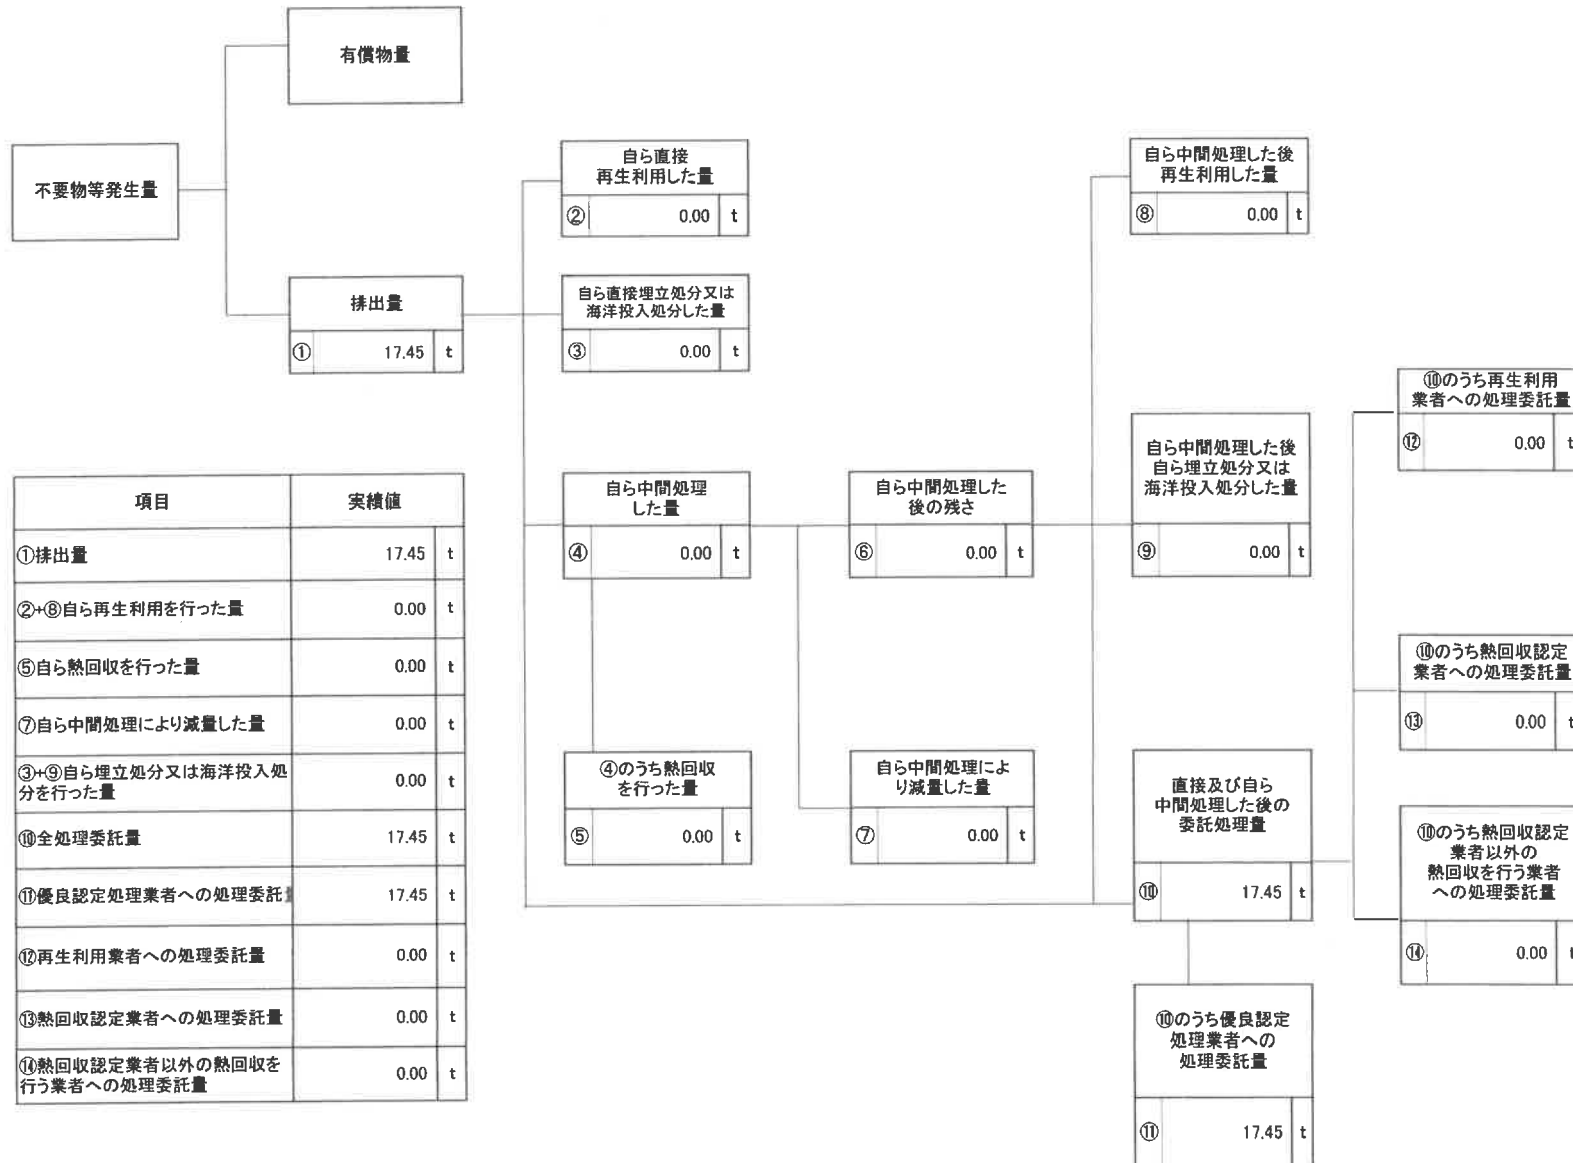 有償物量
不要物等発生量
排出量
① 17.45 t
自ら直接
再生利用した量
② 0.00 t
自ら直接埋立処分又は
海洋投入処分した量
③ 0.00 t
自ら中間処理
した量
④ 0.00 t
④のうち熱回収
を行った量
⑤ 0.00 t
自ら中間処理した
後の残さ
⑥ 0.00 t
自ら中間処理によ
り減量した量
⑦ 0.00 t
自ら中間処理した後
再生利用した量
⑧ 0.00 t
自ら中間処理した後
自ら埋立処分又は
海洋投入処分した量
⑨ 0.00 t
直接及び自ら
中間処理した後の
委託処理量
⑩ 17.45 t
⑩のうち優良認定
処理業者への
処理委託量
⑪ 17.45 t
⑩のうち再生利用
業者への処理委託量
⑫ 0.00 t
⑩のうち熱回収認定
業者への処理委託量
⑬ 0.00 t
⑩のうち熱回収認定
業者以外の
熱回収を行う業者
への処理委託量
⑭ 0.00 t
項目 実績値
①排出量 17.45 t
②+⑧自ら再生利用を行った量 0.00 t
⑤自ら熱回収を行った量 0.00 t
⑦自ら中間処理により減量した量 0.00 t
③+⑨自ら埋立処分又は海洋投入処
分を行った量 0.00 t
⑩全処理委託量 17.45 t
⑪優良認定処理業者への処理委託 17.45 t
⑫再生利用業者への処理委託量 0.00 t
⑬熱回収認定業者への処理委託量 0.00 t
⑭熱回収認定業者以外の熱回収を
行う業者への処理委託量 0.00 t